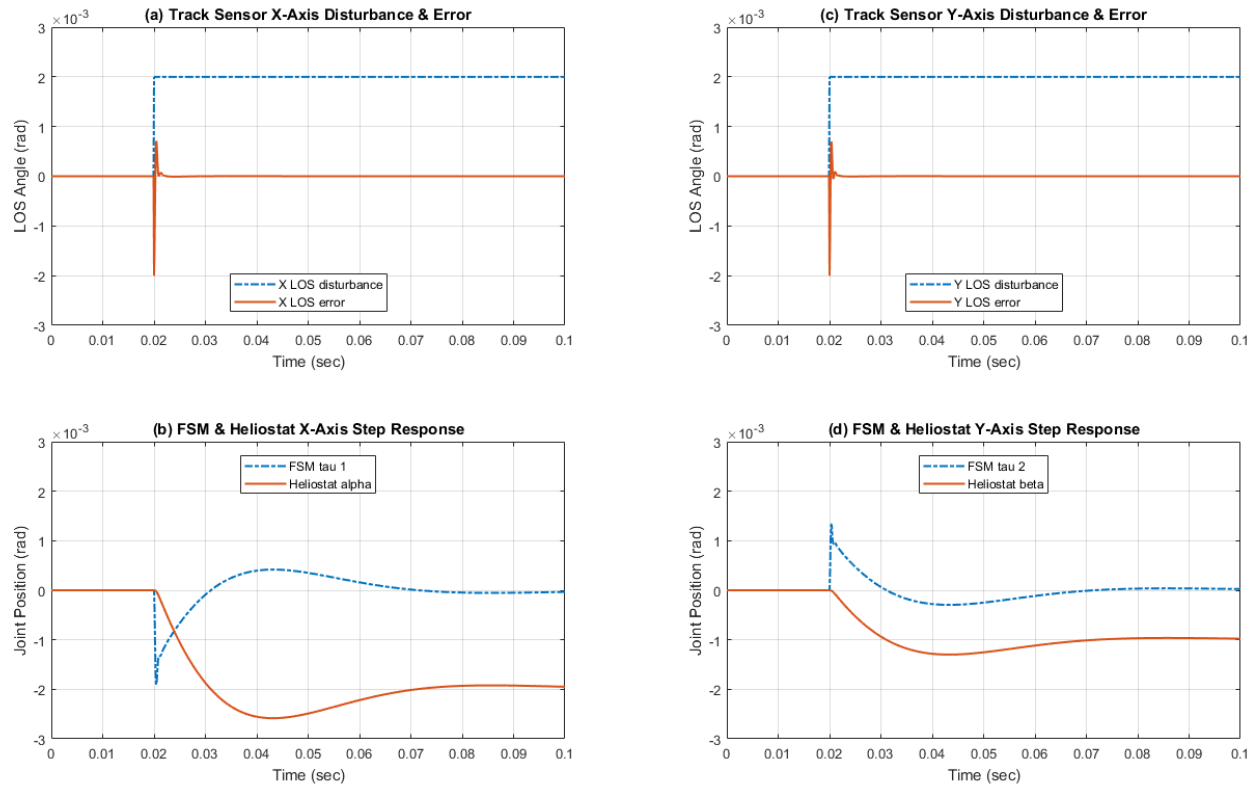 (a) Track Sensor X-Axis Disturbance & Error
×10⁻³
3
2
1
0
-1
-2
-3
LOS Angle (rad)
X LOS disturbance
X LOS error
0 0.01 0.02 0.03 0.04 0.05 0.06 0.07 0.08 0.09 0.1
Time (sec)
(c) Track Sensor Y-Axis Disturbance & Error
×10⁻³
3
2
1
0
-1
-2
-3
LOS Angle (rad)
Y LOS disturbance
Y LOS error
0 0.01 0.02 0.03 0.04 0.05 0.06 0.07 0.08 0.09 0.1
Time (sec)
(b) FSM & Heliostat X-Axis Step Response
×10⁻³
3
2
1
0
-1
-2
-3
Joint Position (rad)
FSM tau 1
Heliostat alpha
0 0.01 0.02 0.03 0.04 0.05 0.06 0.07 0.08 0.09 0.1
Time (sec)
(d) FSM & Heliostat Y-Axis Step Response
×10⁻³
3
2
1
0
-1
-2
-3
Joint Position (rad)
FSM tau 2
Heliostat beta
0 0.01 0.02 0.03 0.04 0.05 0.06 0.07 0.08 0.09 0.1
Time (sec)